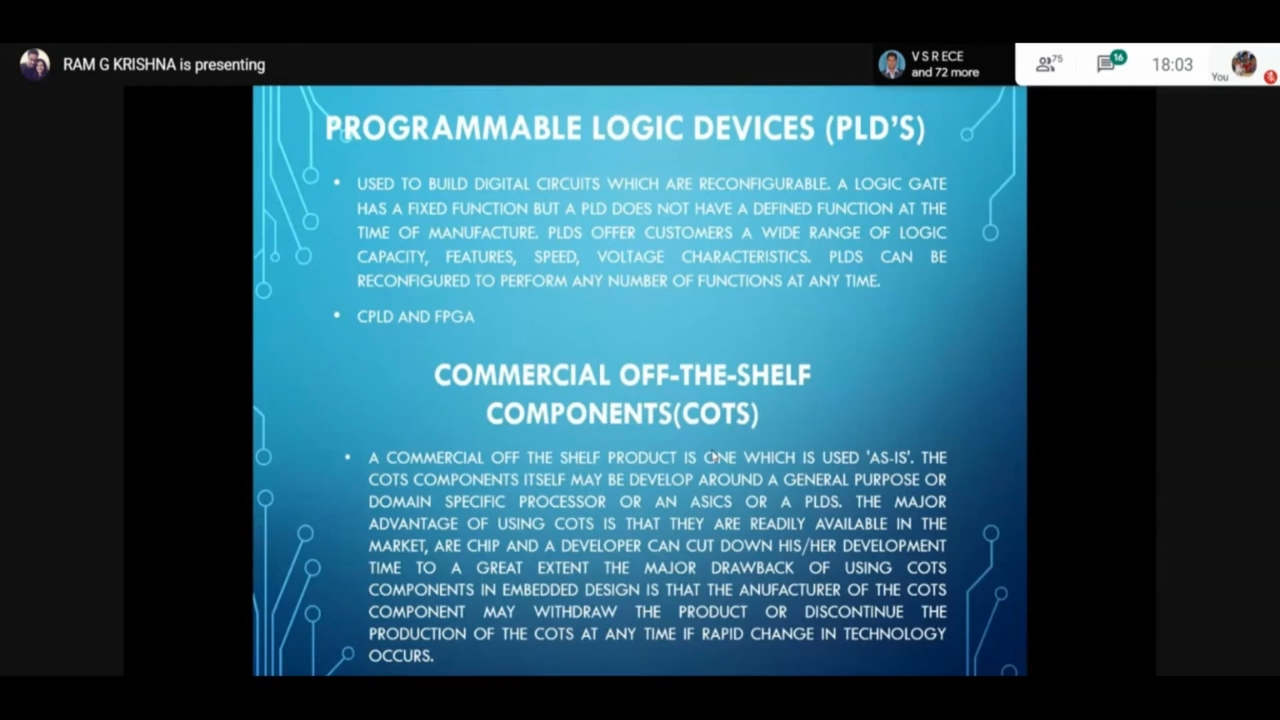 RAM G KRISHNA is presenting
V S R ECE
and 72 more
75
16
18:03
You
PROGRAMMABLE LOGIC DEVICES (PLD'S)
• USED TO BUILD DIGITAL CIRCUITS WHICH ARE RECONFIGURABLE. A LOGIC GATE
HAS A FIXED FUNCTION BUT A PLD DOES NOT HAVE A DEFINED FUNCTION AT THE
TIME OF MANUFACTURE. PLDS OFFER CUSTOMERS A WIDE RANGE OF LOGIC
CAPACITY, FEATURES, SPEED, VOLTAGE CHARACTERISTICS. PLDS CAN BE
RECONFIGURED TO PERFORM ANY NUMBER OF FUNCTIONS AT ANY TIME.
• CPLD AND FPGA
COMMERCIAL OFF-THE-SHELF
COMPONENTS(COTS)
• A COMMERCIAL OFF THE SHELF PRODUCT IS ONE WHICH IS USED 'AS-IS'. THE
COTS COMPONENTS ITSELF MAY BE DEVELOP AROUND A GENERAL PURPOSE OR
DOMAIN SPECIFIC PROCESSOR OR AN ASICS OR A PLDS. THE MAJOR
ADVANTAGE OF USING COTS IS THAT THEY ARE READILY AVAILABLE IN THE
MARKET, ARE CHIP AND A DEVELOPER CAN CUT DOWN HIS/HER DEVELOPMENT
TIME TO A GREAT EXTENT THE MAJOR DRAWBACK OF USING COTS
COMPONENTS IN EMBEDDED DESIGN IS THAT THE ANUFACTURER OF THE COTS
COMPONENT MAY WITHDRAW THE PRODUCT OR DISCONTINUE THE
PRODUCTION OF THE COTS AT ANY TIME IF RAPID CHANGE IN TECHNOLOGY
OCCURS.